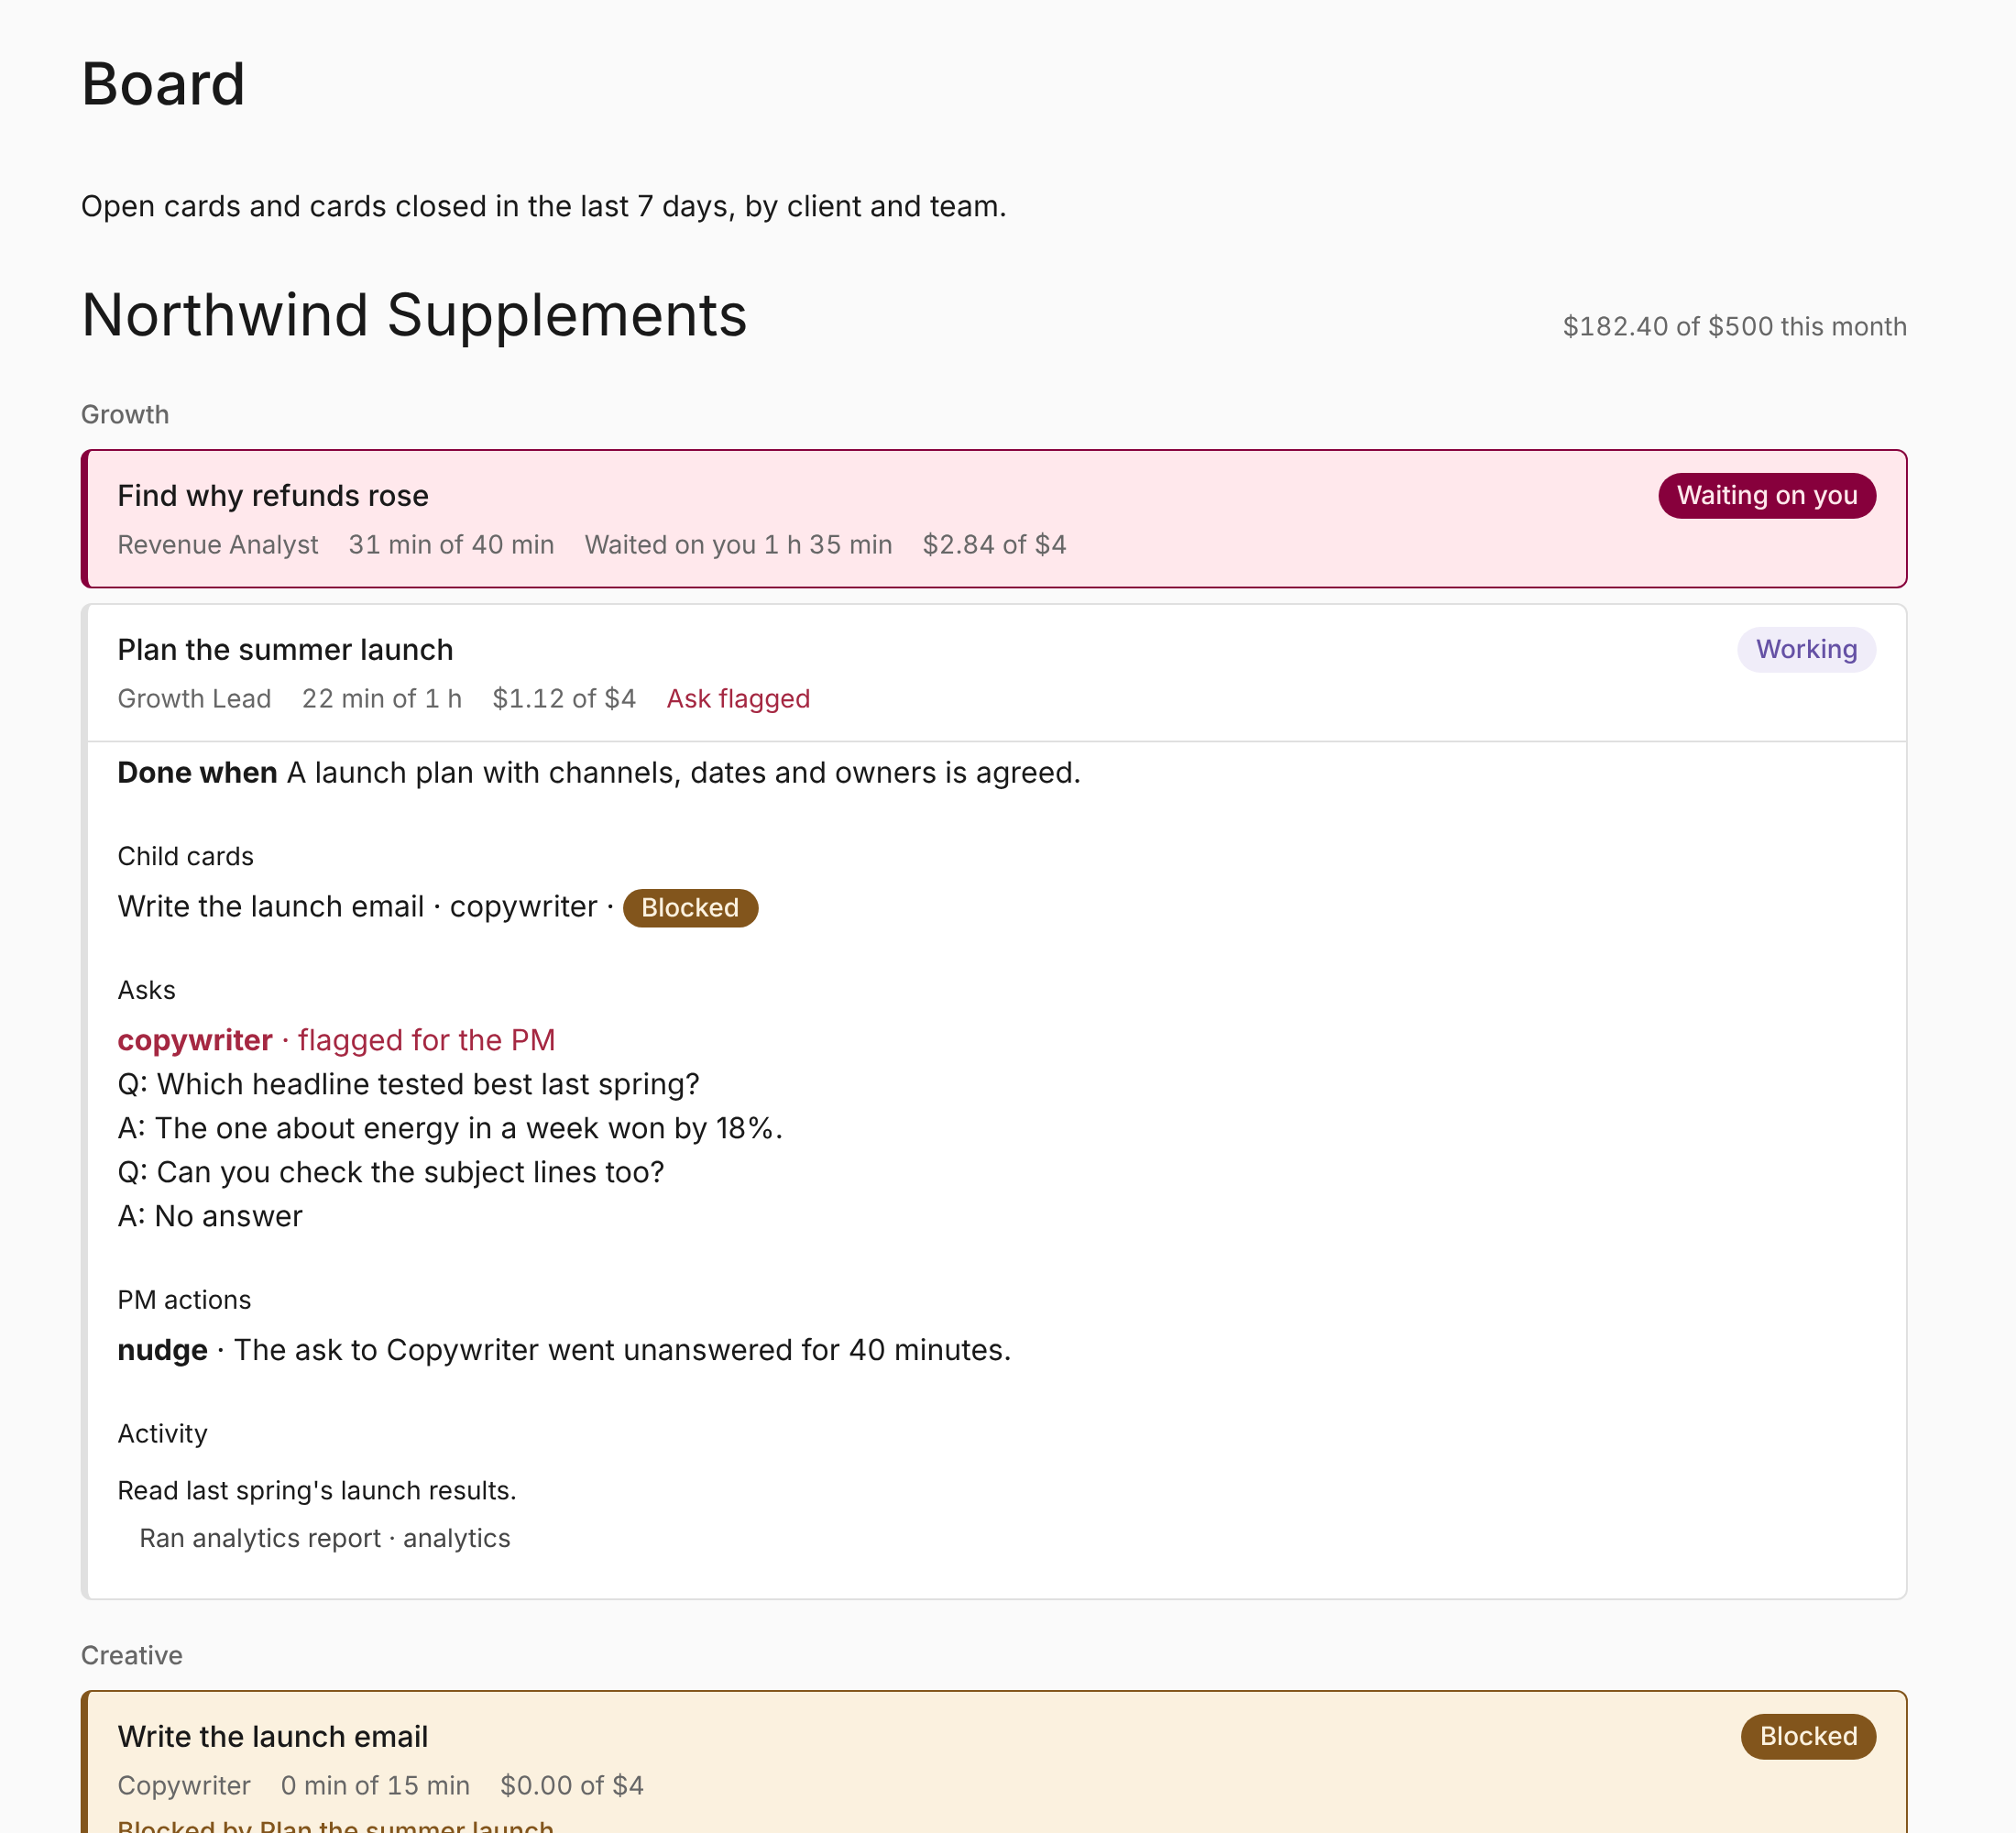 Board
Open cards and cards closed in the last 7 days, by client and team.
Northwind Supplements
$182.40 of $500 this month
Growth
Find why refunds rose
Waiting on you
Revenue Analyst 31 min of 40 min Waited on you 1 h 35 min $2.84 of $4
Plan the summer launch
Working
Growth Lead 22 min of 1 h $1.12 of $4 Ask flagged
Done when A launch plan with channels, dates and owners is agreed.
Child cards
Write the launch email · copywriter · Blocked
Asks
copywriter · flagged for the PM
Q: Which headline tested best last spring?
A: The one about energy in a week won by 18%.
Q: Can you check the subject lines too?
A: No answer
PM actions
nudge · The ask to Copywriter went unanswered for 40 minutes.
Activity
Read last spring's launch results.
Ran analytics report · analytics
Creative
Write the launch email
Blocked
Copywriter 0 min of 15 min $0.00 of $4
Blocked by Plan the summer launch